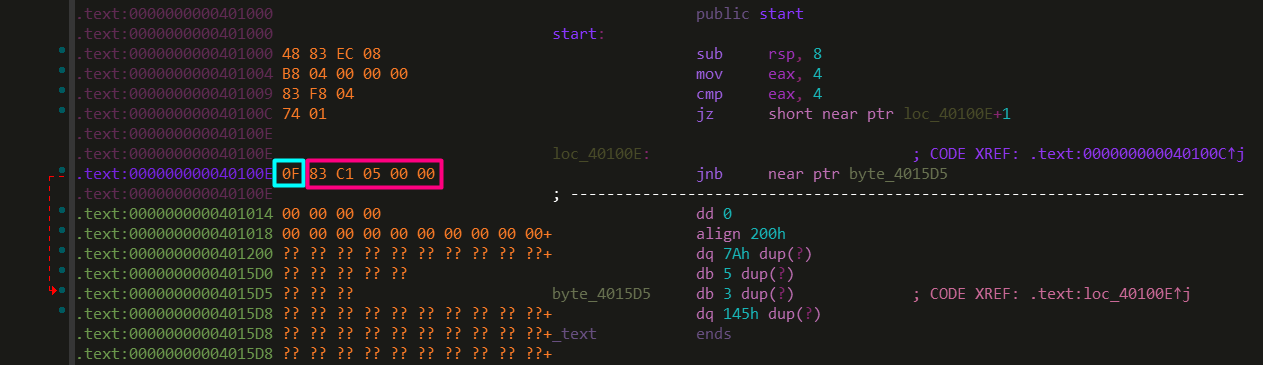 .text:0000000000401000 public start
.text:0000000000401000 start:
.text:0000000000401000 48 83 EC 08 sub rsp, 8
.text:0000000000401004 B8 04 00 00 00 mov eax, 4
.text:0000000000401009 83 F8 04 cmp eax, 4
.text:000000000040100C 74 01 jz short near ptr loc_40100E+1
.text:000000000040100E
.text:000000000040100E loc_40100E: ; CODE XREF: .text:000000000040100C↑j
.text:000000000040100E 0F 83 C1 05 00 00 jnb near ptr byte_4015D5
.text:000000000040100E ; ---------------------------------------------------------------------------
.text:0000000000401014 00 00 00 00 dd 0
.text:0000000000401018 00 00 00 00 00 00 00 00 00 00+ align 200h
.text:0000000000401200 ?? ?? ?? ?? ?? ?? ?? ?? ?? ??+ dq 7Ah dup(?)
.text:00000000004015D0 ?? ?? ?? ?? ?? db 5 dup(?)
.text:00000000004015D5 ?? ?? ?? byte_4015D5 db 3 dup(?) ; CODE XREF: .text:loc_40100E↑j
.text:00000000004015D8 ?? ?? ?? ?? ?? ?? ?? ?? ?? ??+ dq 145h dup(?)
.text:00000000004015D8 ?? ?? ?? ?? ?? ?? ?? ?? ?? ??+_text ends
.text:00000000004015D8 ?? ?? ?? ?? ?? ?? ?? ?? ?? ??+